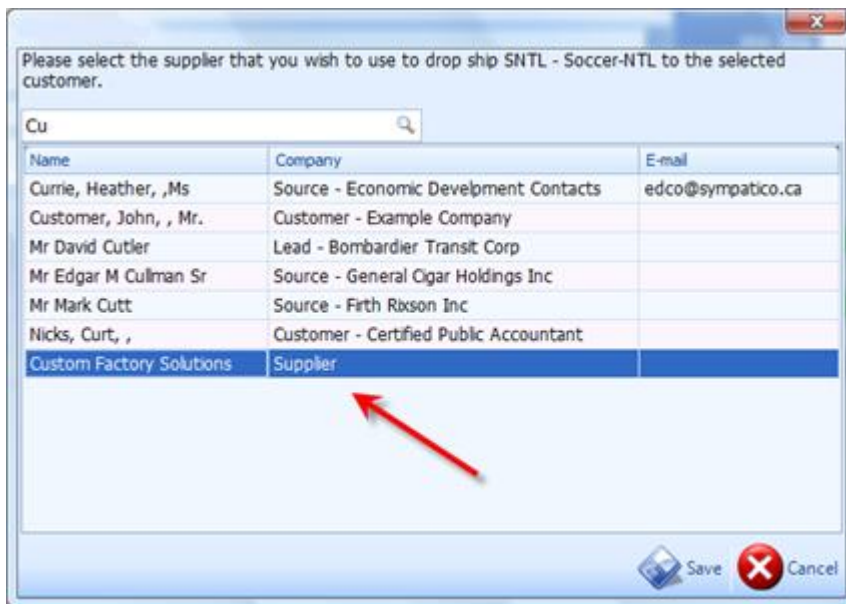 Please select the supplier that you wish to use to drop ship SNTL - Soccer-NTL to the selected
customer.
Cu
Name Company E-mail
Currie, Heather, ,Ms Source - Economic Develpment Contacts edco@sympatico.ca
Customer, John, , Mr. Customer - Example Company
Mr David Cutler Lead - Bombardier Transit Corp
Mr Edgar M Cullman Sr Source - General Cigar Holdings Inc
Mr Mark Cutt Source - Firth Rixson Inc
Nicks, Curt, , Customer - Certified Public Accountant
Custom Factory Solutions Supplier
Save Cancel